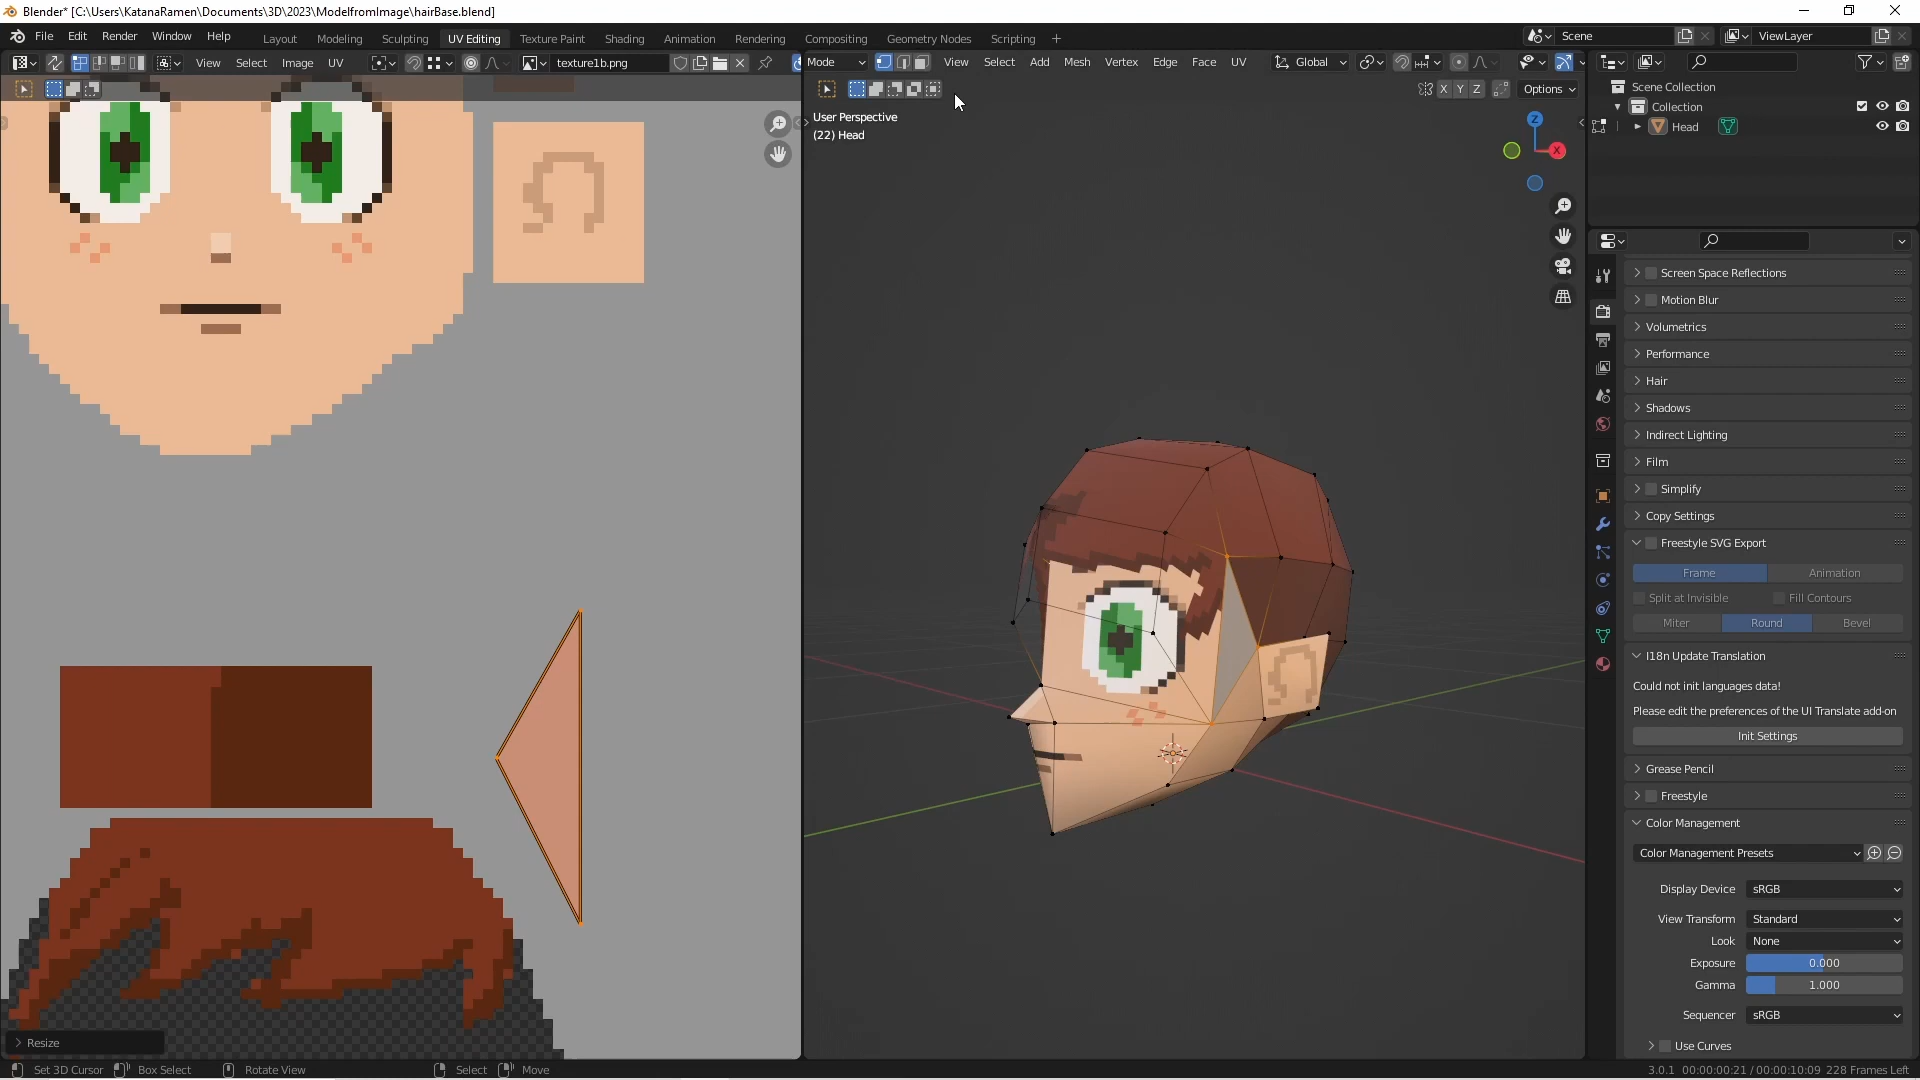 Blender* [C:\Users\KatanaRamen\Documents\3D\2023\ModelfromImage\hairBase.blend]
File Edit Render Window Help Layout Modeling Sculpting UV Editing Texture Paint Shading Animation Rendering Compositing Geometry Nodes Scripting + Scene ViewLayer
View Select Image UV texture1b.png
Mode View Select Add Mesh Vertex Edge Face UV Global
X Y Z Options
User Perspective
(22) Head
Z
X
Resize
Scene Collection
Collection
Head
Screen Space Reflections
Motion Blur
Volumetrics
Performance
Hair
Shadows
Indirect Lighting
Film
Simplify
Copy Settings
Freestyle SVG Export
Frame Animation
Split at Invisible Fill Contours
Miter Round Bevel
I18n Update Translation
Could not init languages data!
Please edit the preferences of the UI Translate add-on
Init Settings
Grease Pencil
Freestyle
Color Management
Color Management Presets
Display Device sRGB
View Transform Standard
Look None
Exposure 0.000
Gamma 1.000
Sequencer sRGB
Use Curves
Set 3D Cursor Box Select Rotate View Select Move 3.0.1 00:00:00:21 / 00:00:10:09 228 Frames Left